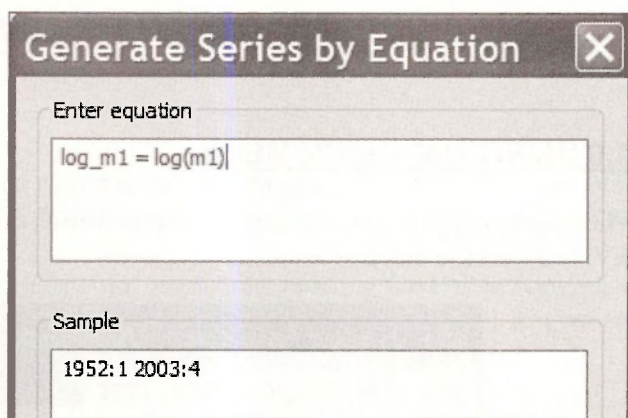 Generate Series by Equation
Enter equation
log_m1 = log(m1)
Sample
1952:1 2003:4